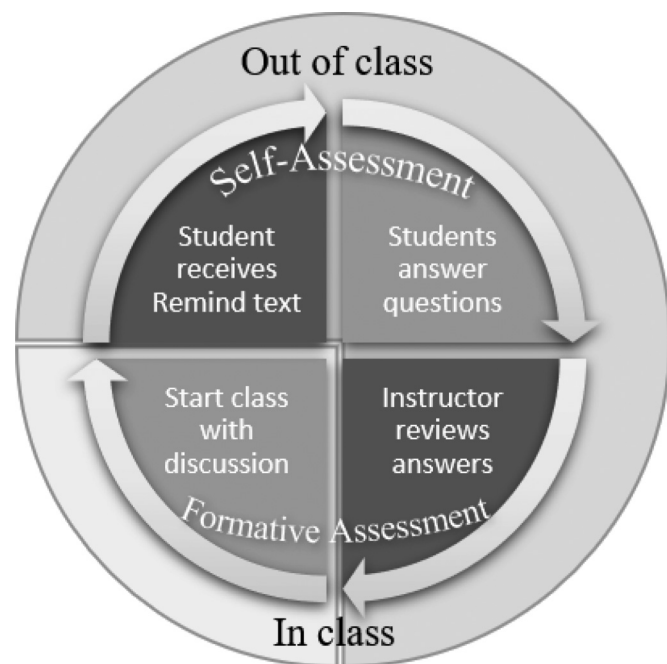 Out of class
Self-Assessment
Student
receives
Remind text
Students
answer
questions
Start class
with
discussion
Instructor
reviews
answers
Formative Assessment
In class